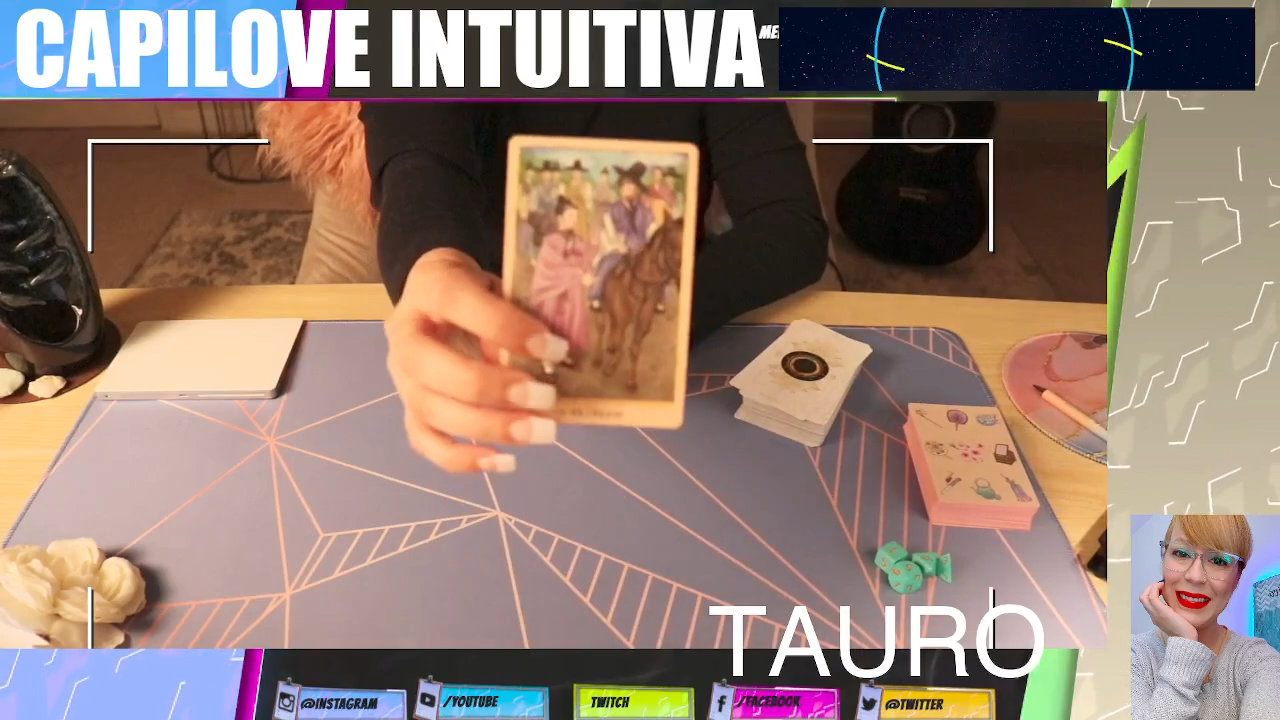 CAPILOVE INTUITIVA
TAURO
@INSTAGRAM
/YOUTUBE
TWITCH
/FACEBOOK
@TWITTER